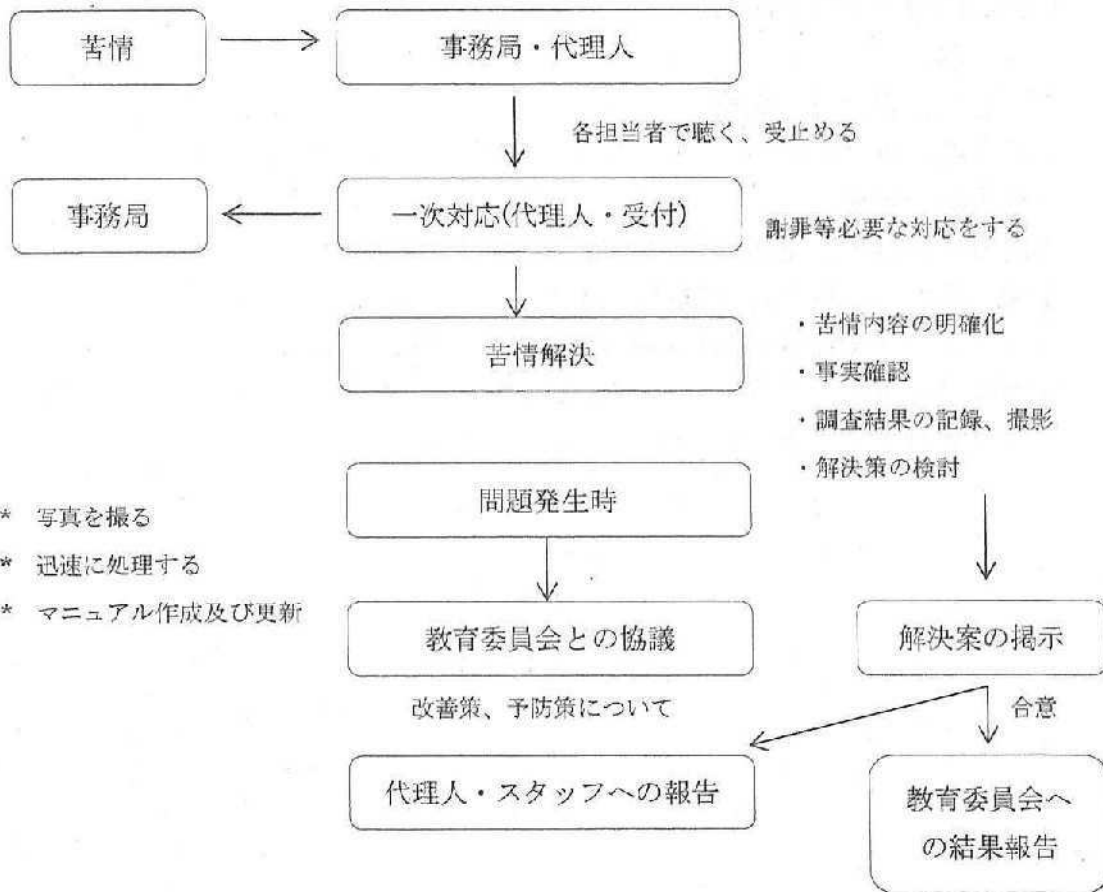 苦情
事務局・代理人
各担当者で聴く、受止める
事務局
一次対応(代理人・受付)
謝罪等必要な対応をする
苦情解決
・苦情内容の明確化
・事実確認
・調査結果の記録、撮影
・解決策の検討
問題発生時
* 写真を撮る
* 迅速に処理する
* マニュアル作成及び更新
教育委員会との協議
解決案の掲示
改善策、予防策について
合意
代理人・スタッフへの報告
教育委員会へ
の結果報告